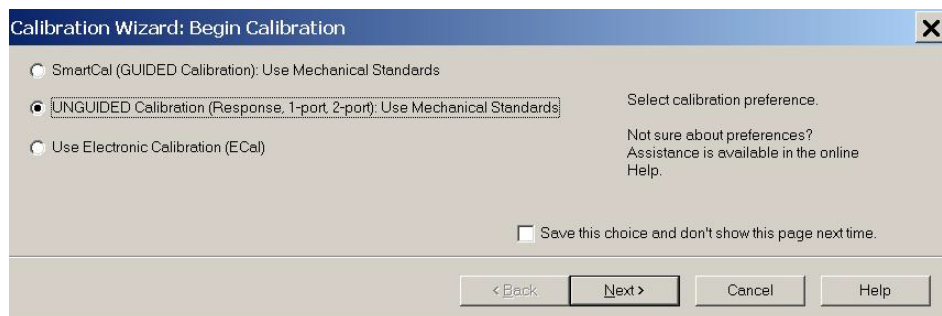 Calibration Wizard: Begin Calibration
SmartCal (GUIDED Calibration): Use Mechanical Standards
UNGUIDED Calibration (Response, 1-port, 2-port): Use Mechanical Standards
Use Electronic Calibration (ECal)
Select calibration preference.
Not sure about preferences?
Assistance is available in the online
Help.
Save this choice and don't show this page next time.
< Back
Next >
Cancel
Help